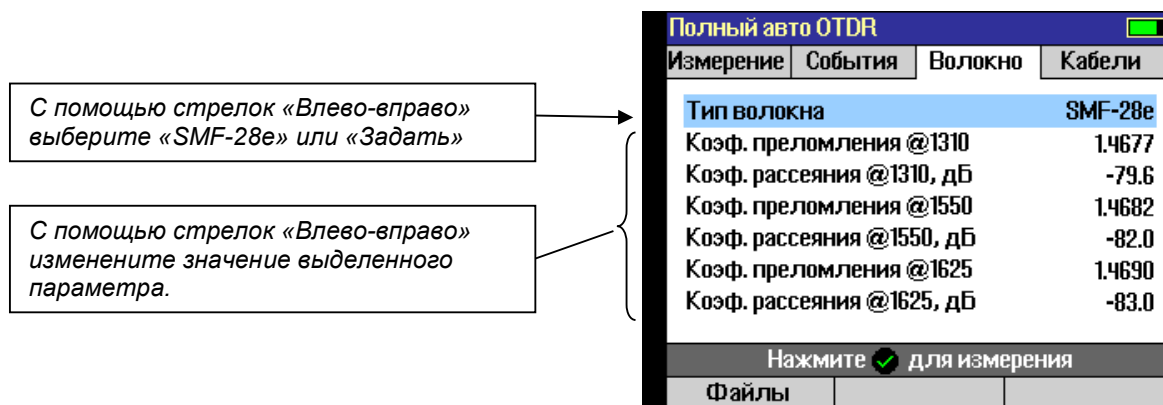 С помощью стрелок «Влево-вправо»
выберите «SMF-28e» или «Задать»
С помощью стрелок «Влево-вправо»
изменените значение выделенного
параметра.
Полный авто OTDR
Измерение События Волокно Кабели
Тип волокна SMF-28e
Коэф. преломления @1310 1.4677
Коэф. рассеяния @1310, дБ -79.6
Коэф. преломления @1550 1.4682
Коэф. рассеяния @1550, дБ -82.0
Коэф. преломления @1625 1.4690
Коэф. рассеяния @1625, дБ -83.0
Нажмите для измерения
Файлы